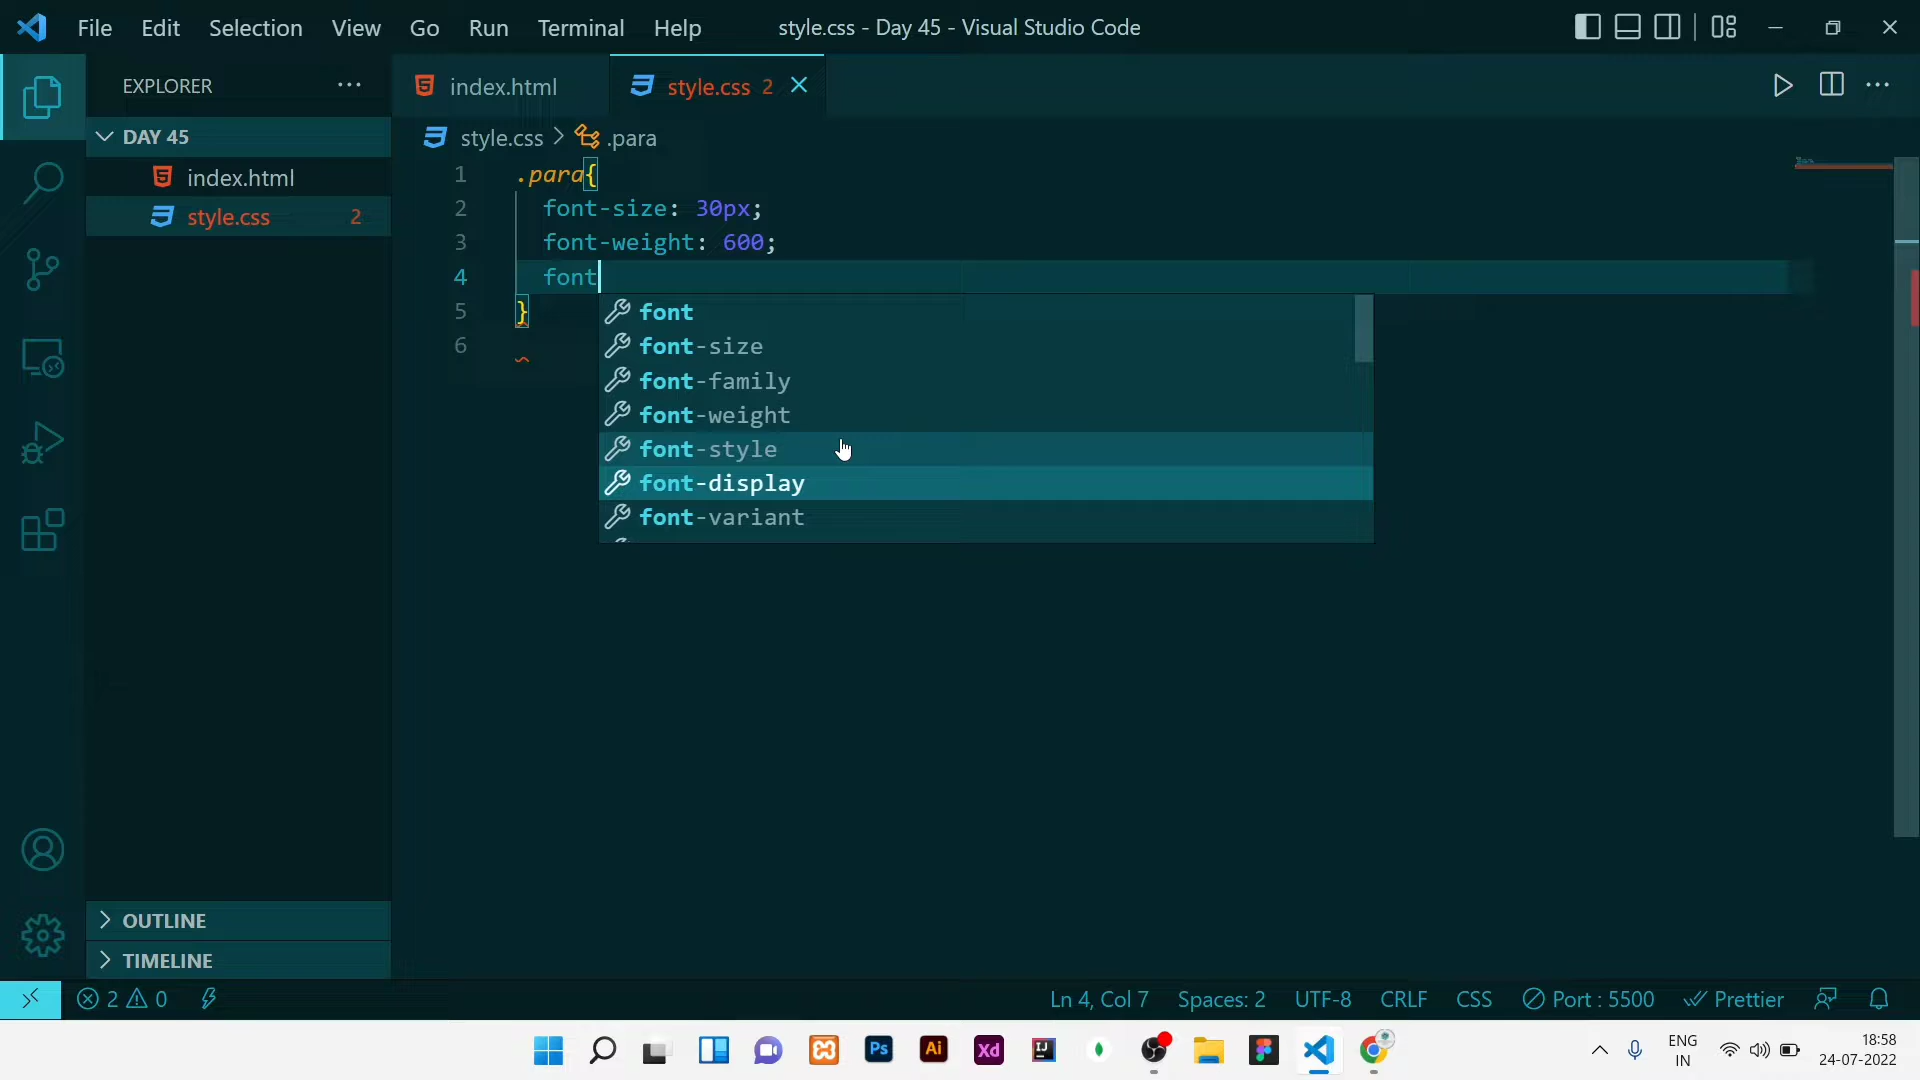 File Edit Selection View Go Run Terminal Help style.css - Day 45 - Visual Studio Code
EXPLORER
index.html
style.css 2
DAY 45
index.html
style.css 2
style.css > .para
1 .para{
2 font-size: 30px;
3 font-weight: 600;
4 font
5 }
6
font
font-size
font-family
font-weight
font-style
font-display
font-variant
OUTLINE
TIMELINE
2 0 Ln 4, Col 7 Spaces: 2 UTF-8 CRLF CSS Port : 5500 Prettier
Ps Ai Xd IJ
ENG
IN
18:58
24-07-2022